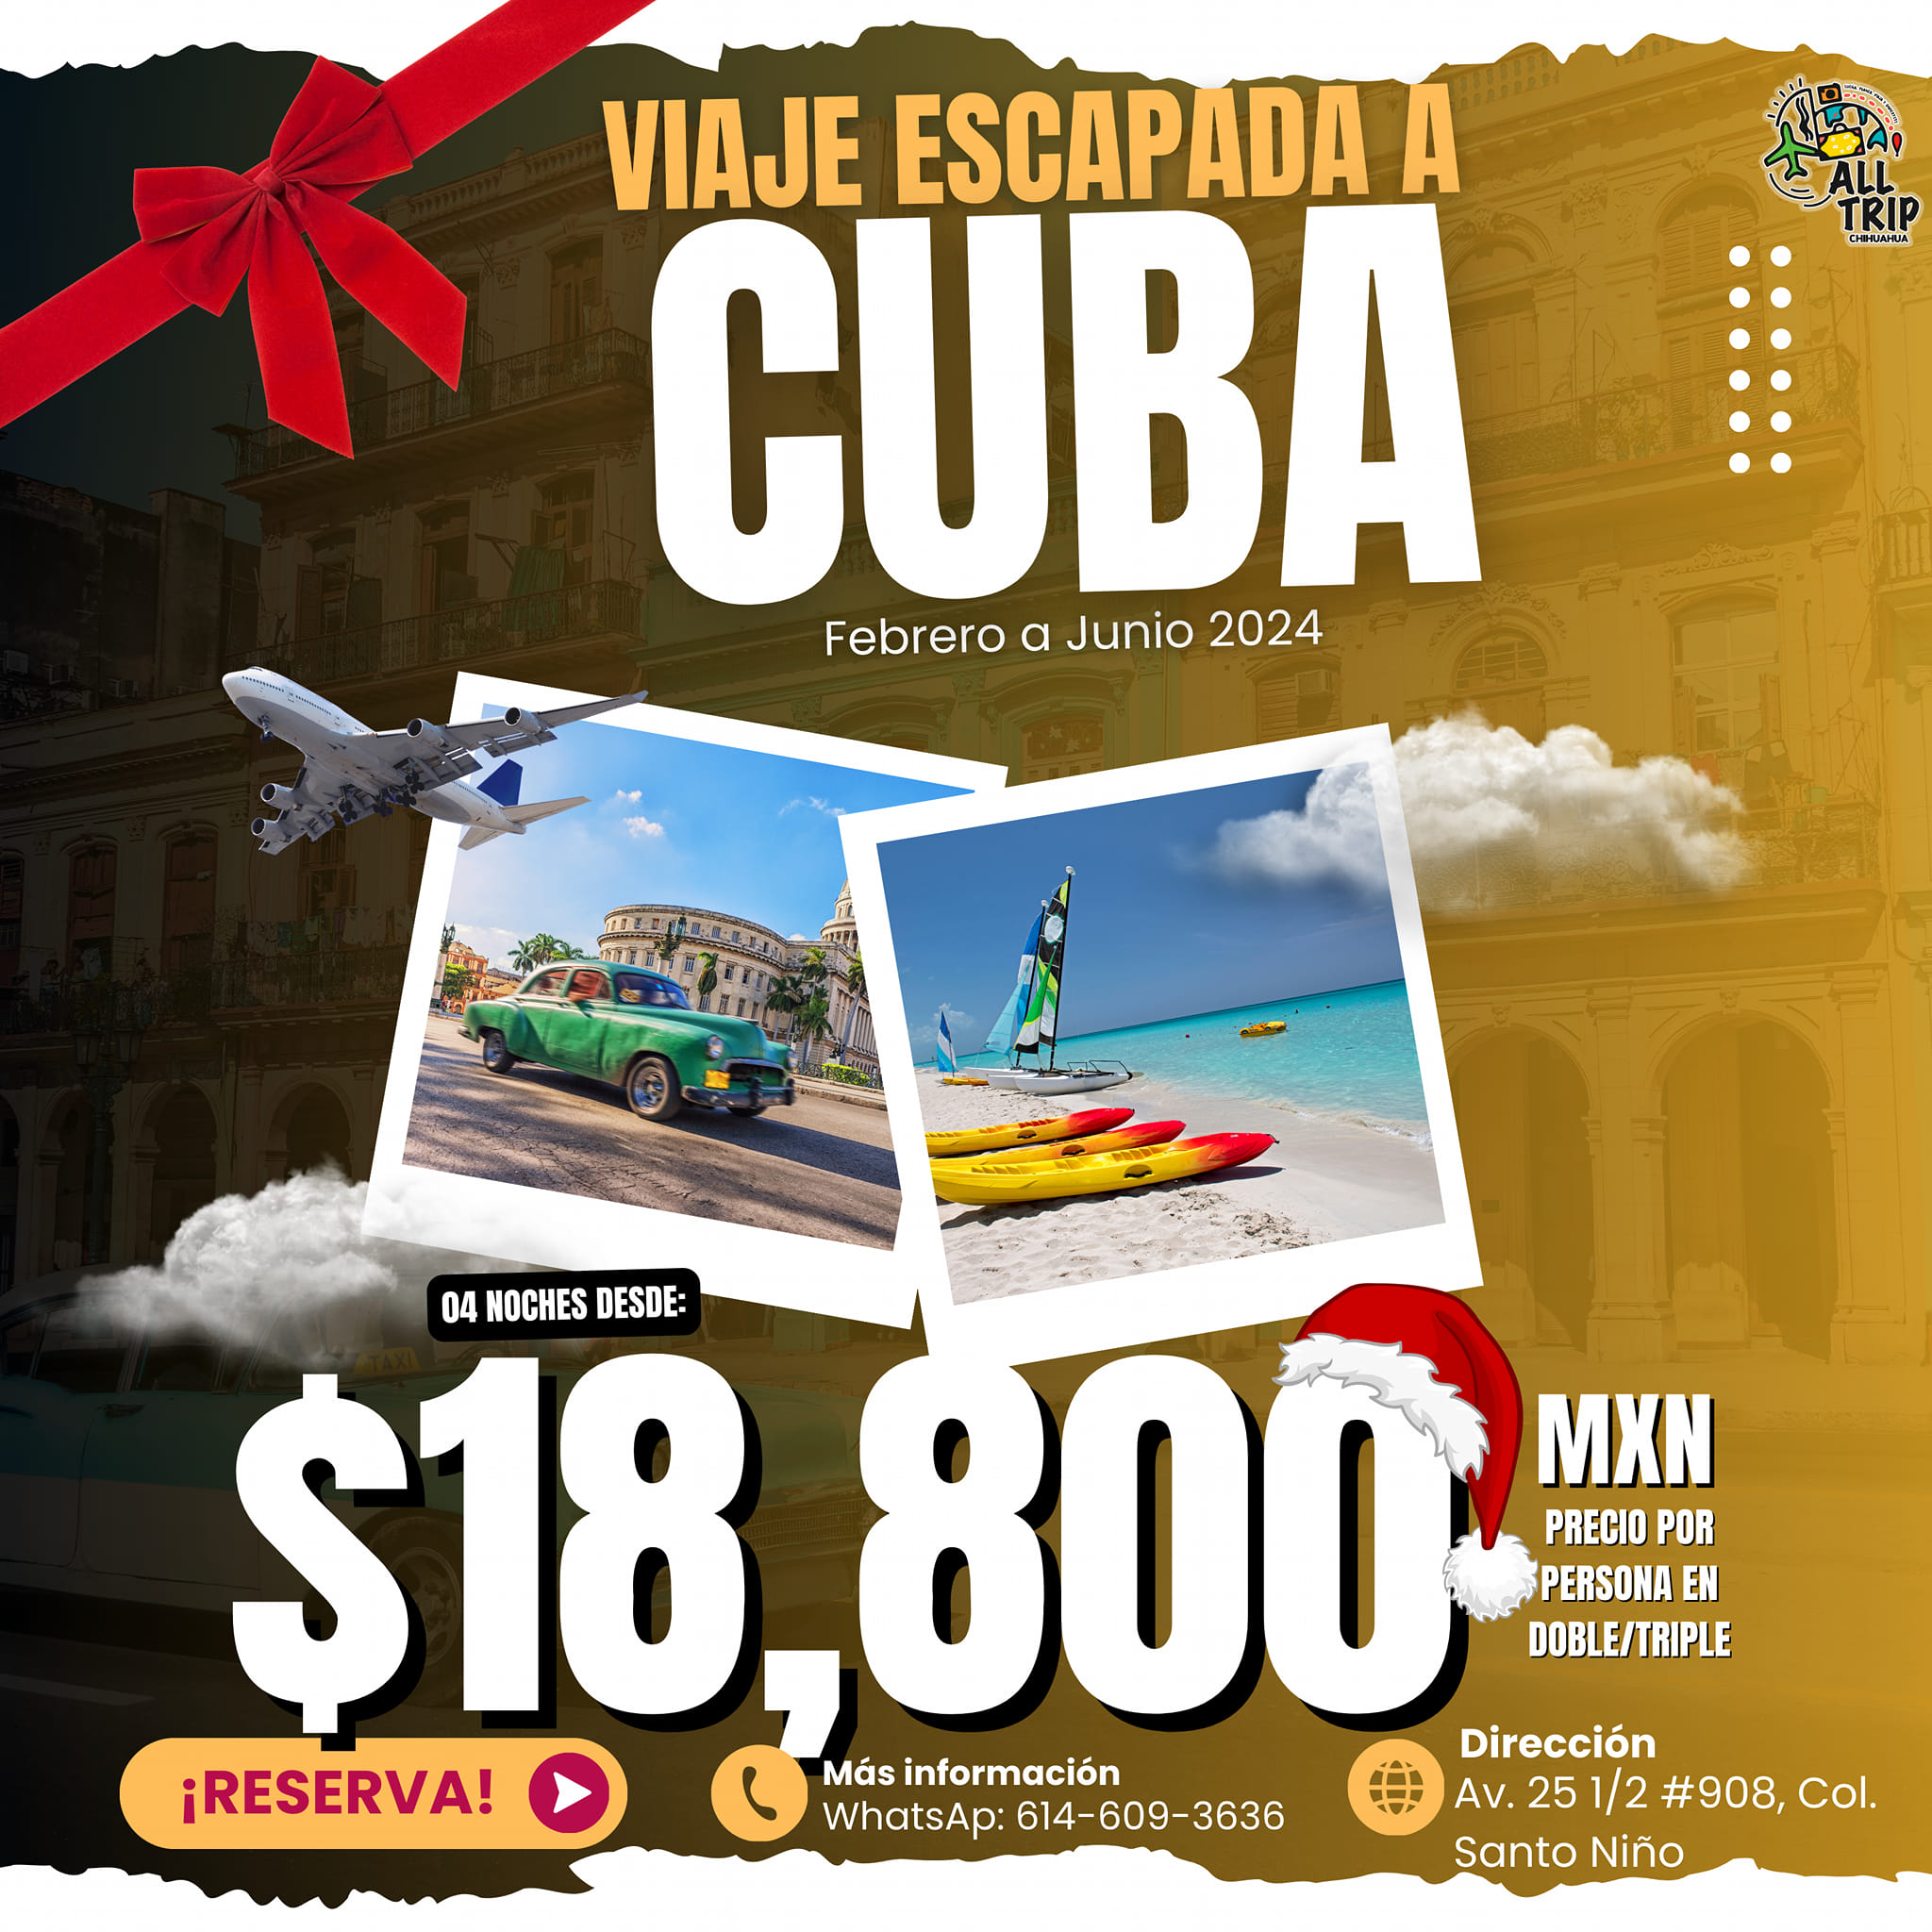 VIAJE ESCAPADA A
CUBA
Febrero a Junio 2024
ALL
TRIP
CHIHUAHUA
TAXI
04 NOCHES DESDE:
$18,800
MXN
PRECIO POR
PERSONA EN
DOBLE/TRIPLE
¡RESERVA!
Más información
WhatsAp: 614-609-3636
Dirección
Av. 25 1/2 #908, Col.
Santo Niño